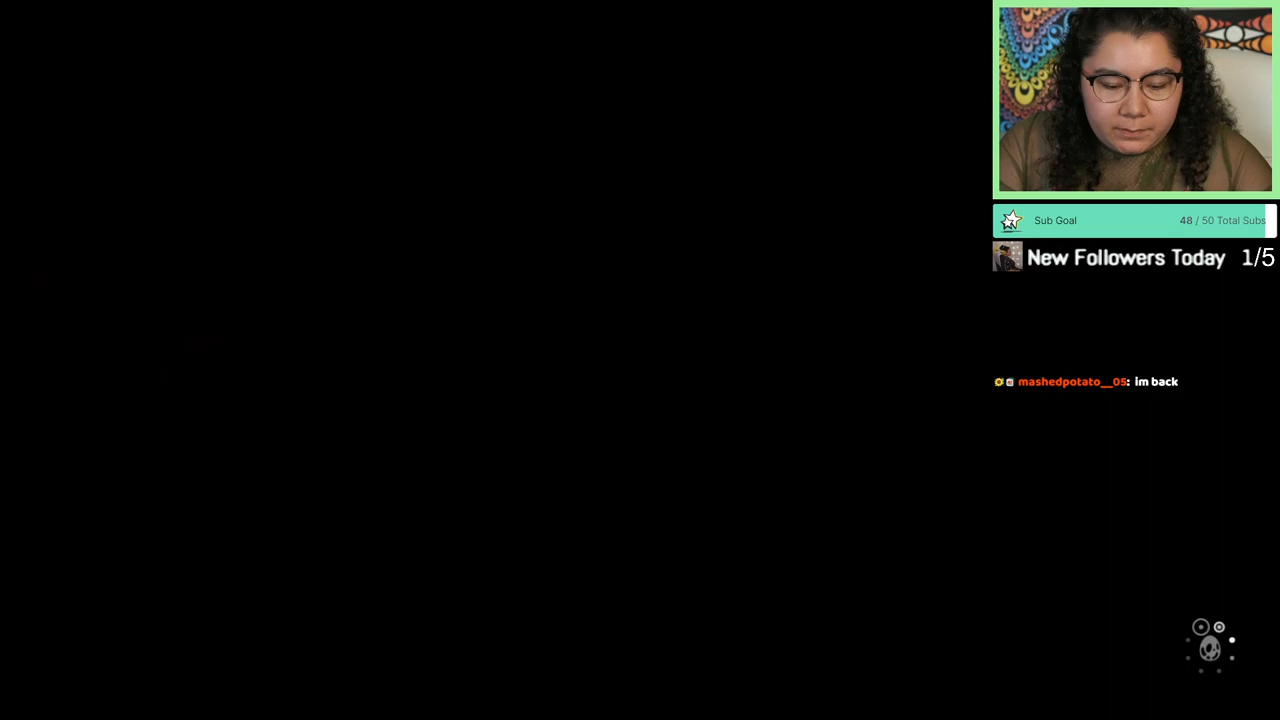 Sub Goal 48 / 50 Total Subs
New Followers Today 1/5
mashedpotato__05: im back